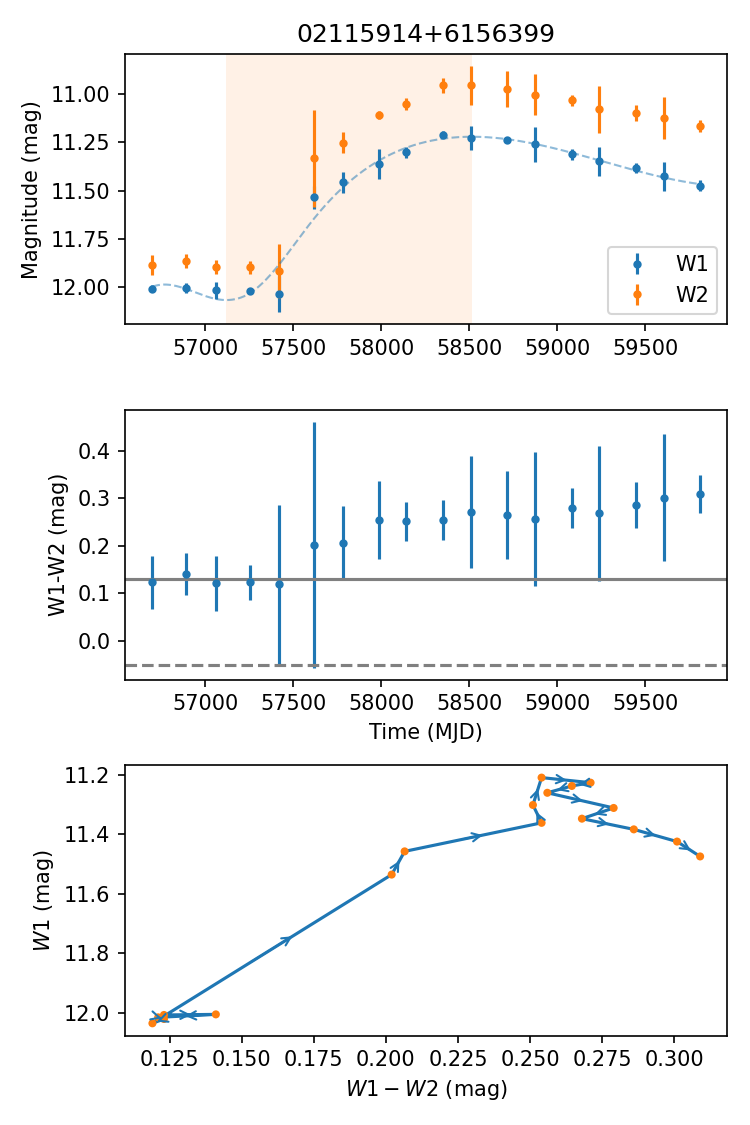 02115914+6156399
Magnitude (mag)
11.00
11.25
11.50
11.75
12.00
W1
W2
57000 57500 58000 58500 59000 59500
W1-W2 (mag)
0.4
0.3
0.2
0.1
0.0
57000 57500 58000 58500 59000 59500
Time (MJD)
W1 (mag)
11.2
11.4
11.6
11.8
12.0
0.125 0.150 0.175 0.200 0.225 0.250 0.275 0.300
W1 − W2 (mag)